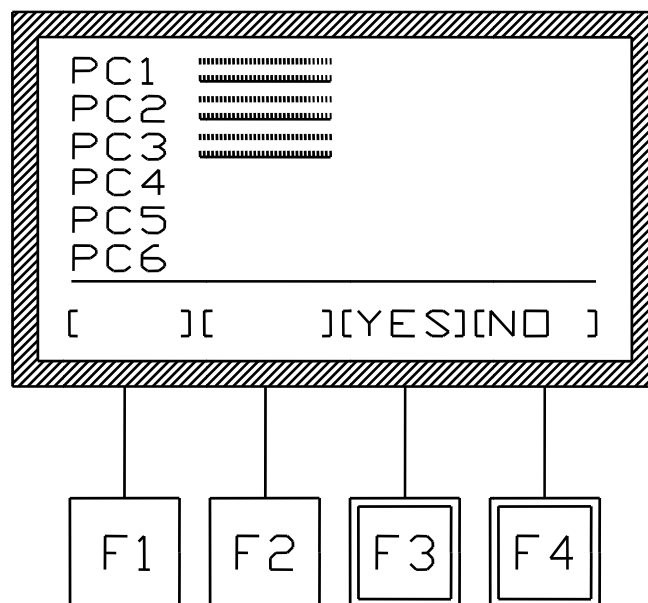 PC1
PC2
PC3
PC4
PC5
PC6
[ ][ ][YES][NO ]
F1 F2 F3 F4